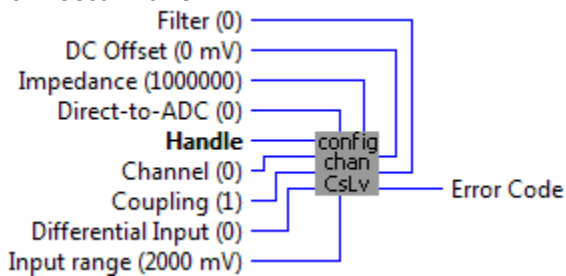 Filter (0)
DC Offset (0 mV)
Impedance (1000000)
Direct-to-ADC (0)
Handle
Channel (0)
Coupling (1)
Differential Input (0)
Input range (2000 mV)
config
chan
CsLv
Error Code